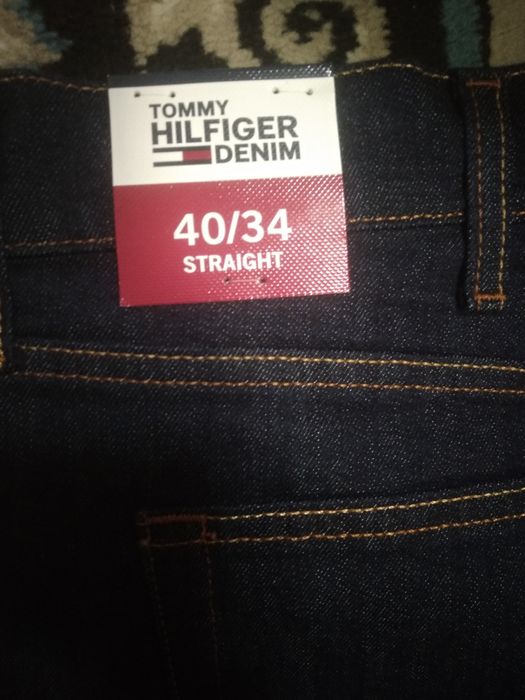 TOMMY
HILFIGER
DENIM
40/34
STRAIGHT